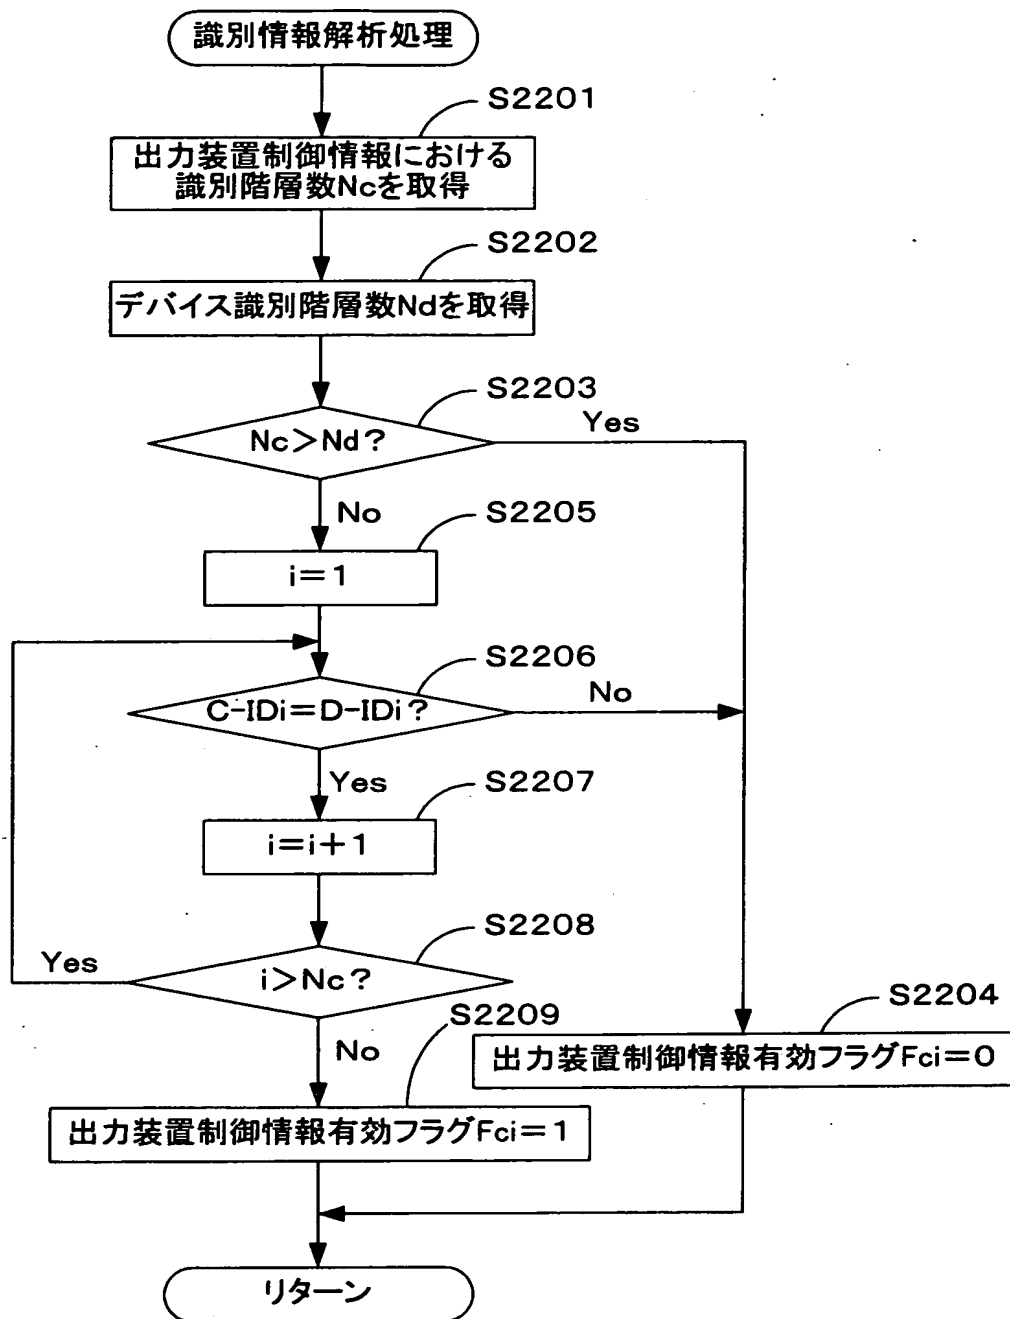 識別情報解析処理
S2201
出力装置制御情報における
識別階層数Ncを取得
S2202
デバイス識別階層数Ndを取得
S2203
Nc>Nd?
Yes
No
S2205
i=1
S2206
C-IDi=D-IDi?
No
Yes
S2207
i=i+1
S2208
i>Nc?
Yes
No
S2209
S2204
出力装置制御情報有効フラグFci=0
出力装置制御情報有効フラグFci=1
リターン